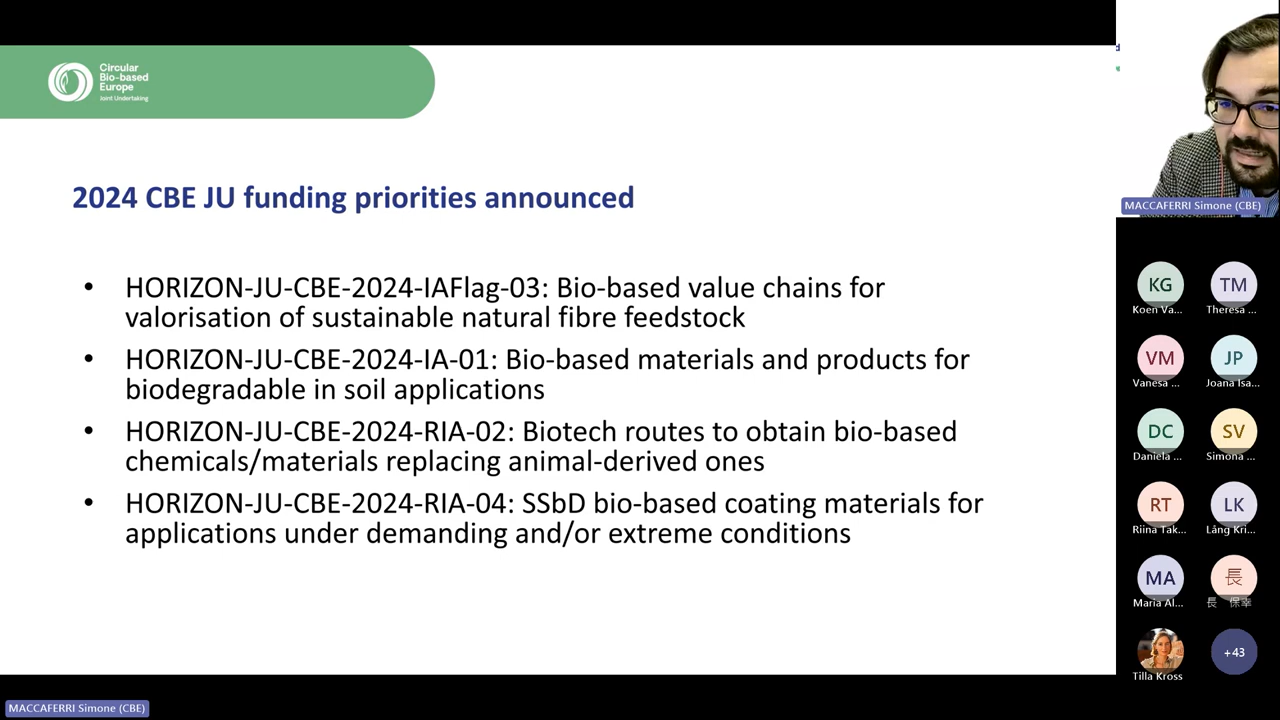 Circular
Bio-based
Europe
Joint Undertaking
2024 CBE JU funding priorities announced
• HORIZON-JU-CBE-2024-IAFlag-03: Bio-based value chains for
valorisation of sustainable natural fibre feedstock
• HORIZON-JU-CBE-2024-IA-01: Bio-based materials and products for
biodegradable in soil applications
• HORIZON-JU-CBE-2024-RIA-02: Biotech routes to obtain bio-based
chemicals/materials replacing animal-derived ones
• HORIZON-JU-CBE-2024-RIA-04: SSbD bio-based coating materials for
applications under demanding and/or extreme conditions
MACCAFERRI Simone (CBE)
KG
TM
Koen Va...
Theresa ...
VM
JP
Vanesa ...
Joana Isa...
DC
SV
Daniela ...
Simona ...
RT
LK
Riina Tak...
Lång Kri...
MA
長
Maria Al...
長 保幸
+43
Tilla Kross
MACCAFERRI Simone (CBE)